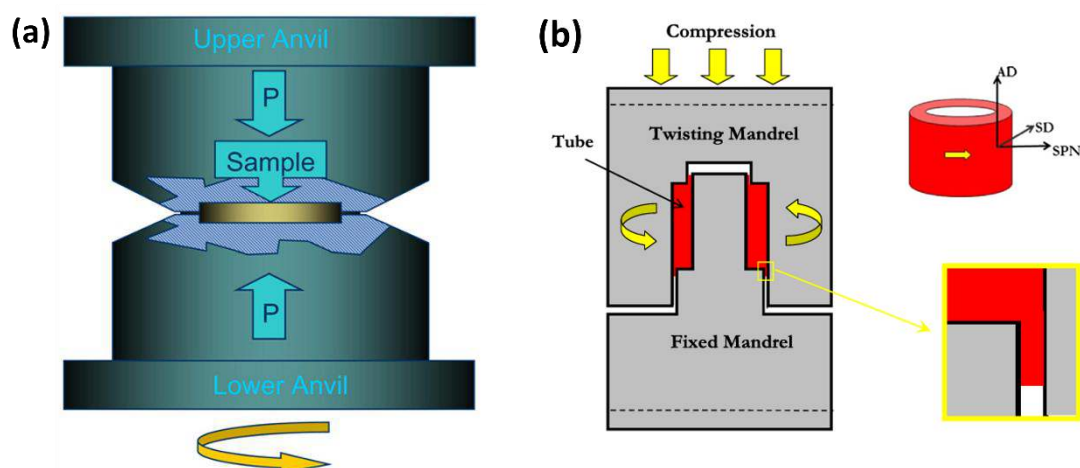 (a)
Upper Anvil
P
Sample
P
Lower Anvil
(b)
Compression
Tube
Twisting Mandrel
Fixed Mandrel
AD
SD
SPN